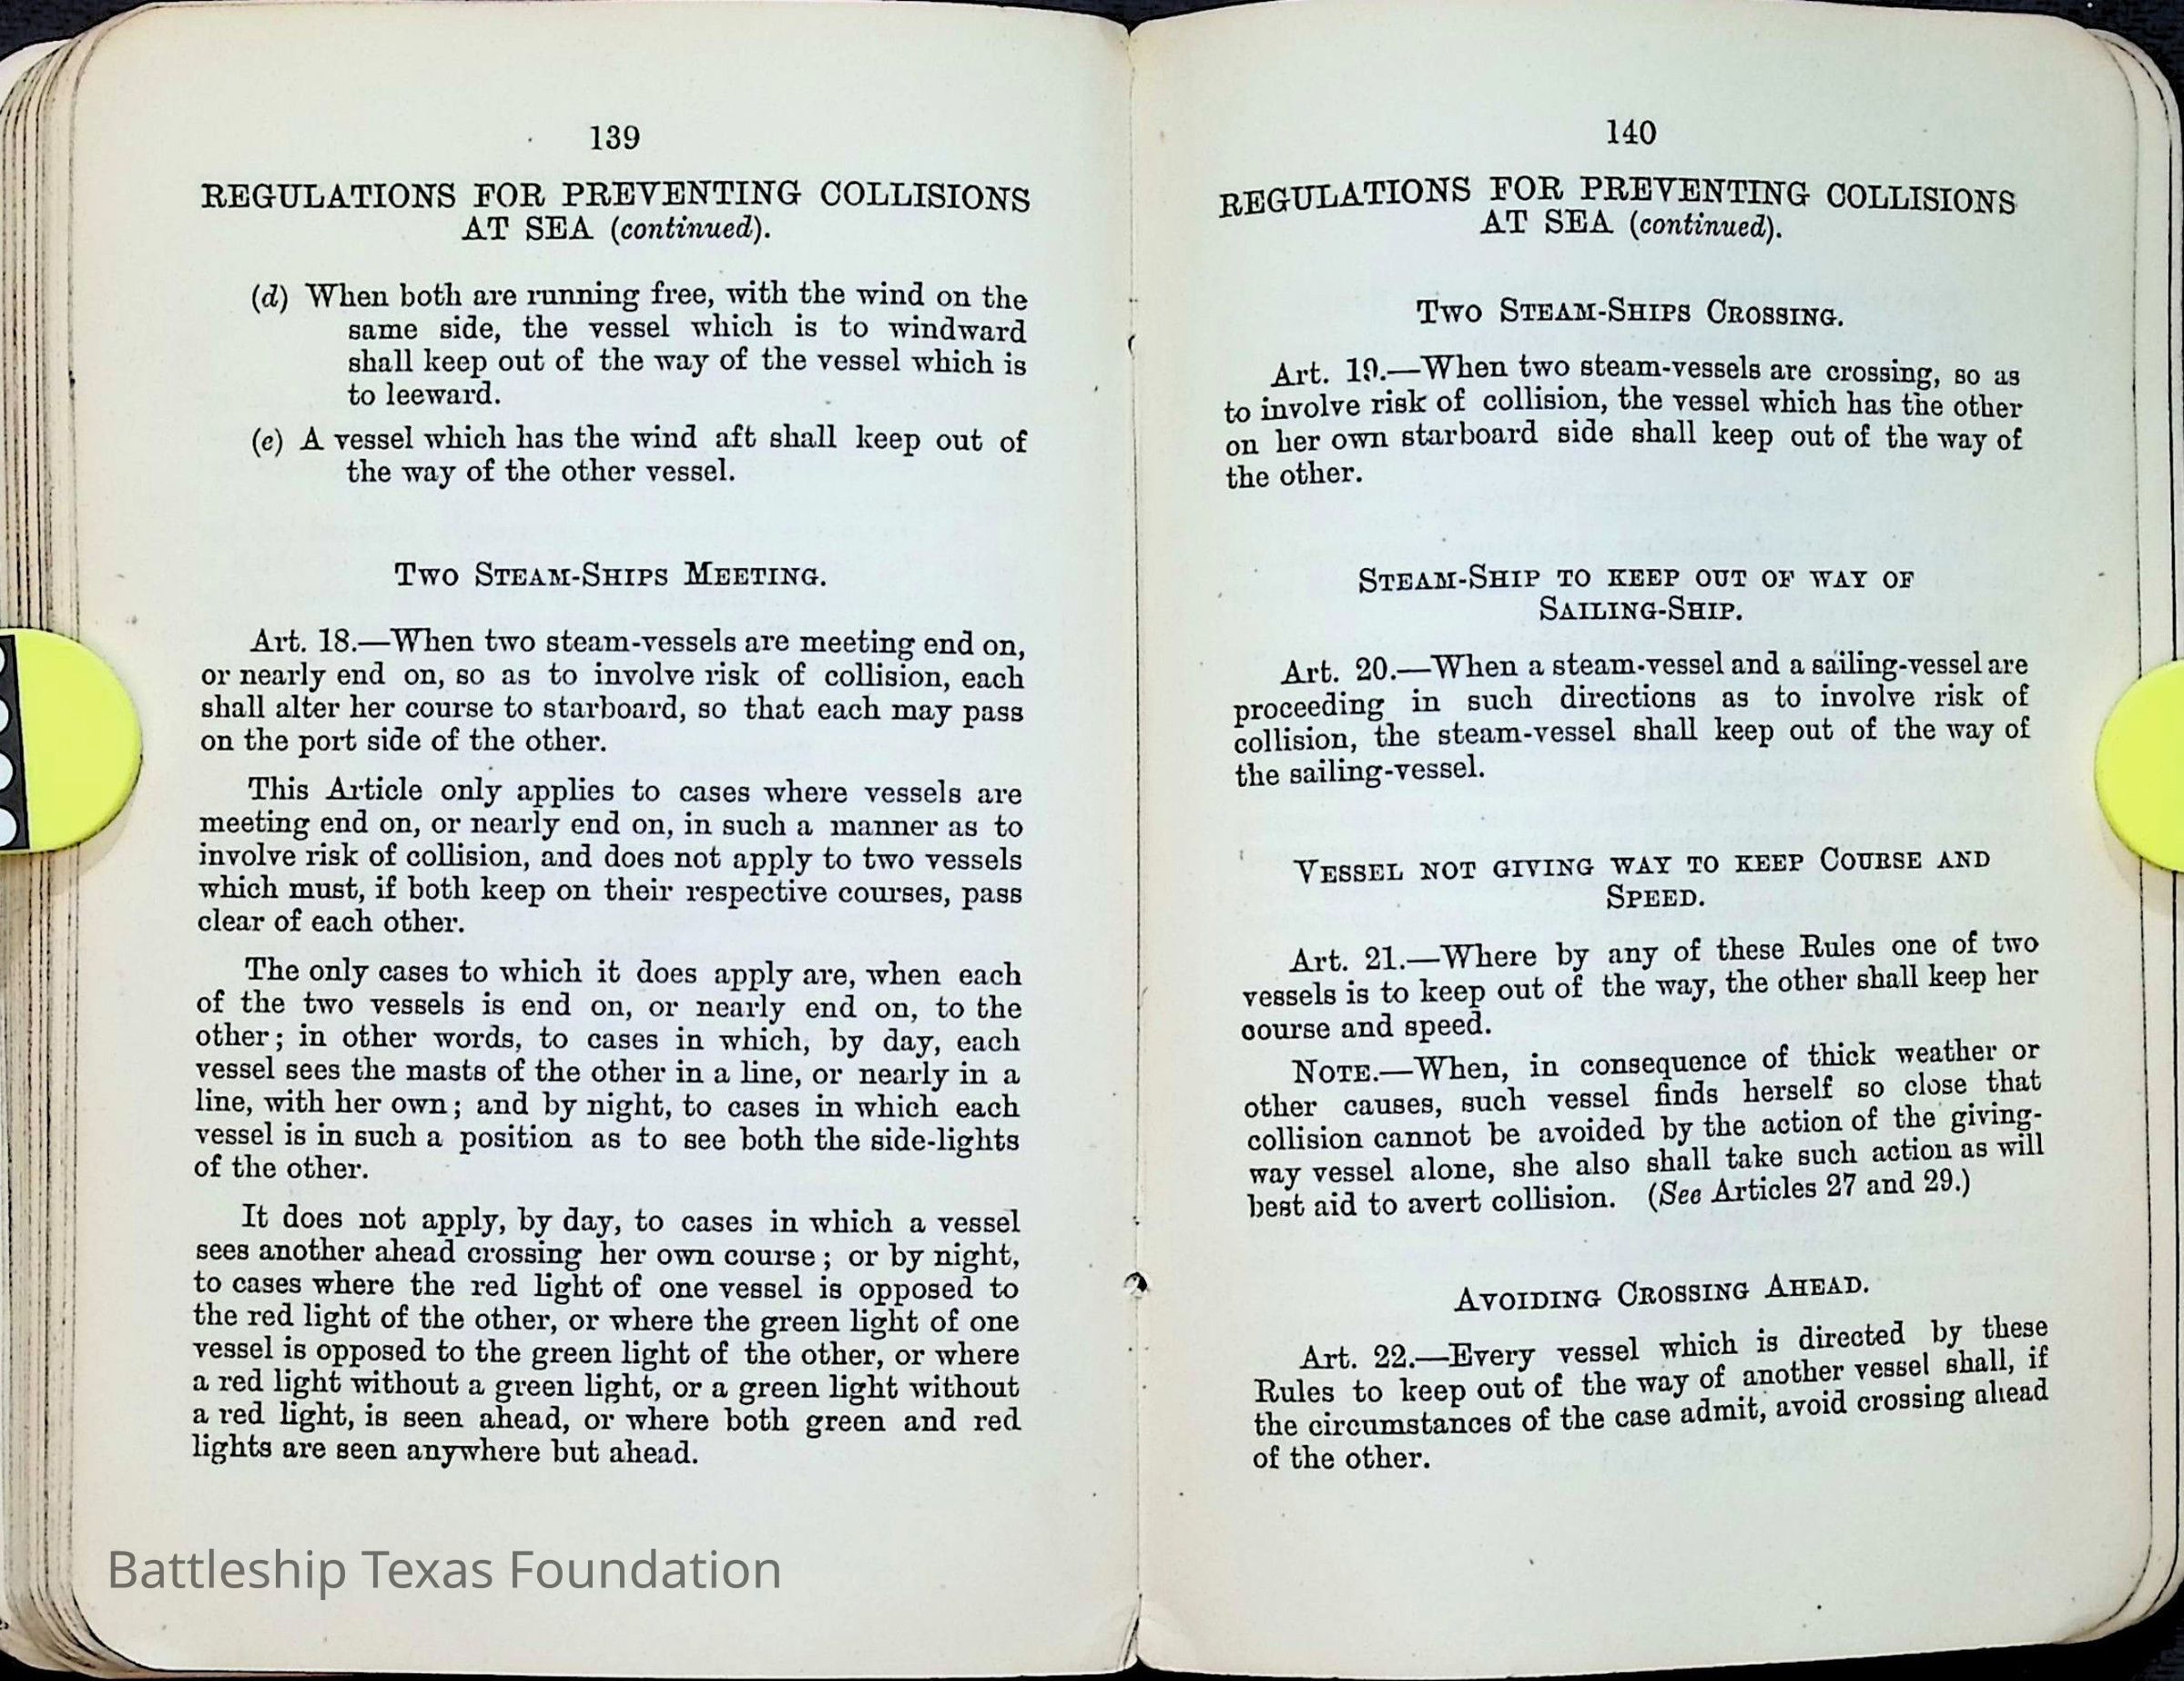 139
REGULATIONS FOR PREVENTING COLLISIONS
AT SEA (continued).
(d) When both are running free, with the wind on the
same side, the vessel which is to windward
shall keep out of the way of the vessel which is
to leeward.
(e) A vessel which has the wind aft shall keep out of
the way of the other vessel.
Two Steam-Ships Meeting.
Art. 18.—When two steam-vessels are meeting end on,
or nearly end on, so as to involve risk of collision, each
shall alter her course to starboard, so that each may pass
on the port side of the other.
This Article only applies to cases where vessels are
meeting end on, or nearly end on, in such a manner as to
involve risk of collision, and does not apply to two vessels
which must, if both keep on their respective courses, pass
clear of each other.
The only cases to which it does apply are, when each
of the two vessels is end on, or nearly end on, to the
other; in other words, to cases in which, by day, each
vessel sees the masts of the other in a line, or nearly in a
line, with her own; and by night, to cases in which each
vessel is in such a position as to see both the side-lights
of the other.
It does not apply, by day, to cases in which a vessel
sees another ahead crossing her own course; or by night,
to cases where the red light of one vessel is opposed to
the red light of the other, or where the green light of one
vessel is opposed to the green light of the other, or where
a red light without a green light, or a green light without
a red light, is seen ahead, or where both green and red
lights are seen anywhere but ahead.
140
REGULATIONS FOR PREVENTING COLLISIONS
AT SEA (continued).
Two Steam-Ships Crossing.
Art. 19.—When two steam-vessels are crossing, so as
to involve risk of collision, the vessel which has the other
on her own starboard side shall keep out of the way of
the other.
Steam-Ship to keep out of way of
Sailing-Ship.
Art. 20.—When a steam-vessel and a sailing-vessel are
proceeding in such directions as to involve risk of
collision, the steam-vessel shall keep out of the way of
the sailing-vessel.
Vessel not giving way to keep Course and
Speed.
Art. 21.—Where by any of these Rules one of two
vessels is to keep out of the way, the other shall keep her
course and speed.
Note.—When, in consequence of thick weather or
other causes, such vessel finds herself so close that
collision cannot be avoided by the action of the giving-
way vessel alone, she also shall take such action as will
best aid to avert collision. (See Articles 27 and 29.)
Avoiding Crossing Ahead.
Art. 22.—Every vessel which is directed by these
Rules to keep out of the way of another vessel shall, if
the circumstances of the case admit, avoid crossing ahead
of the other.
Battleship Texas Foundation